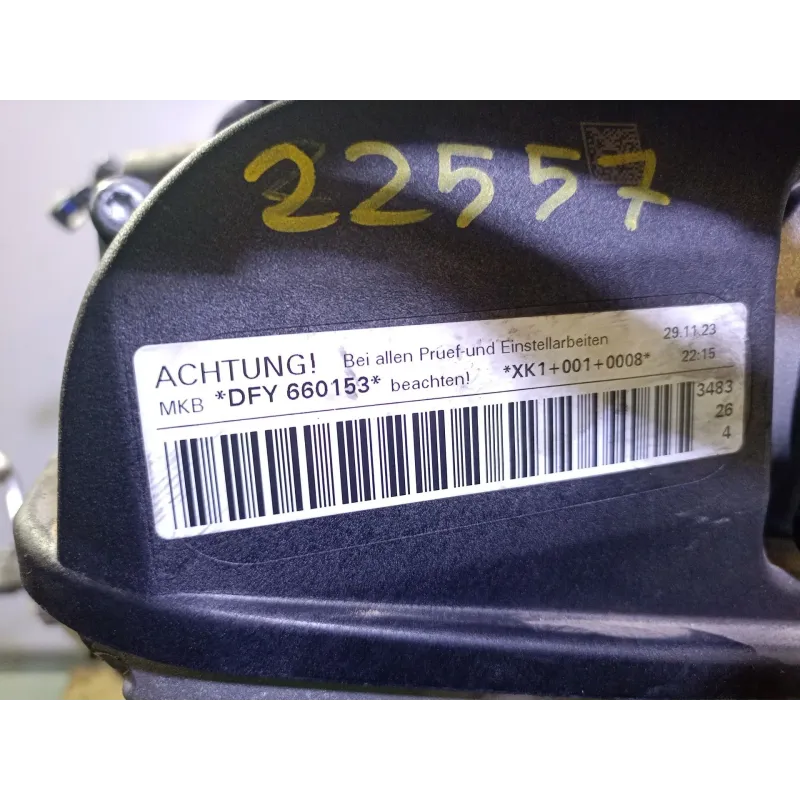 22557
ACHTUNG! Bei allen Pruef-und Einstellarbeiten 29.11.23
MKB *DFY 660153* beachten! *XK1+001+0008* 22:15
3483
26
4